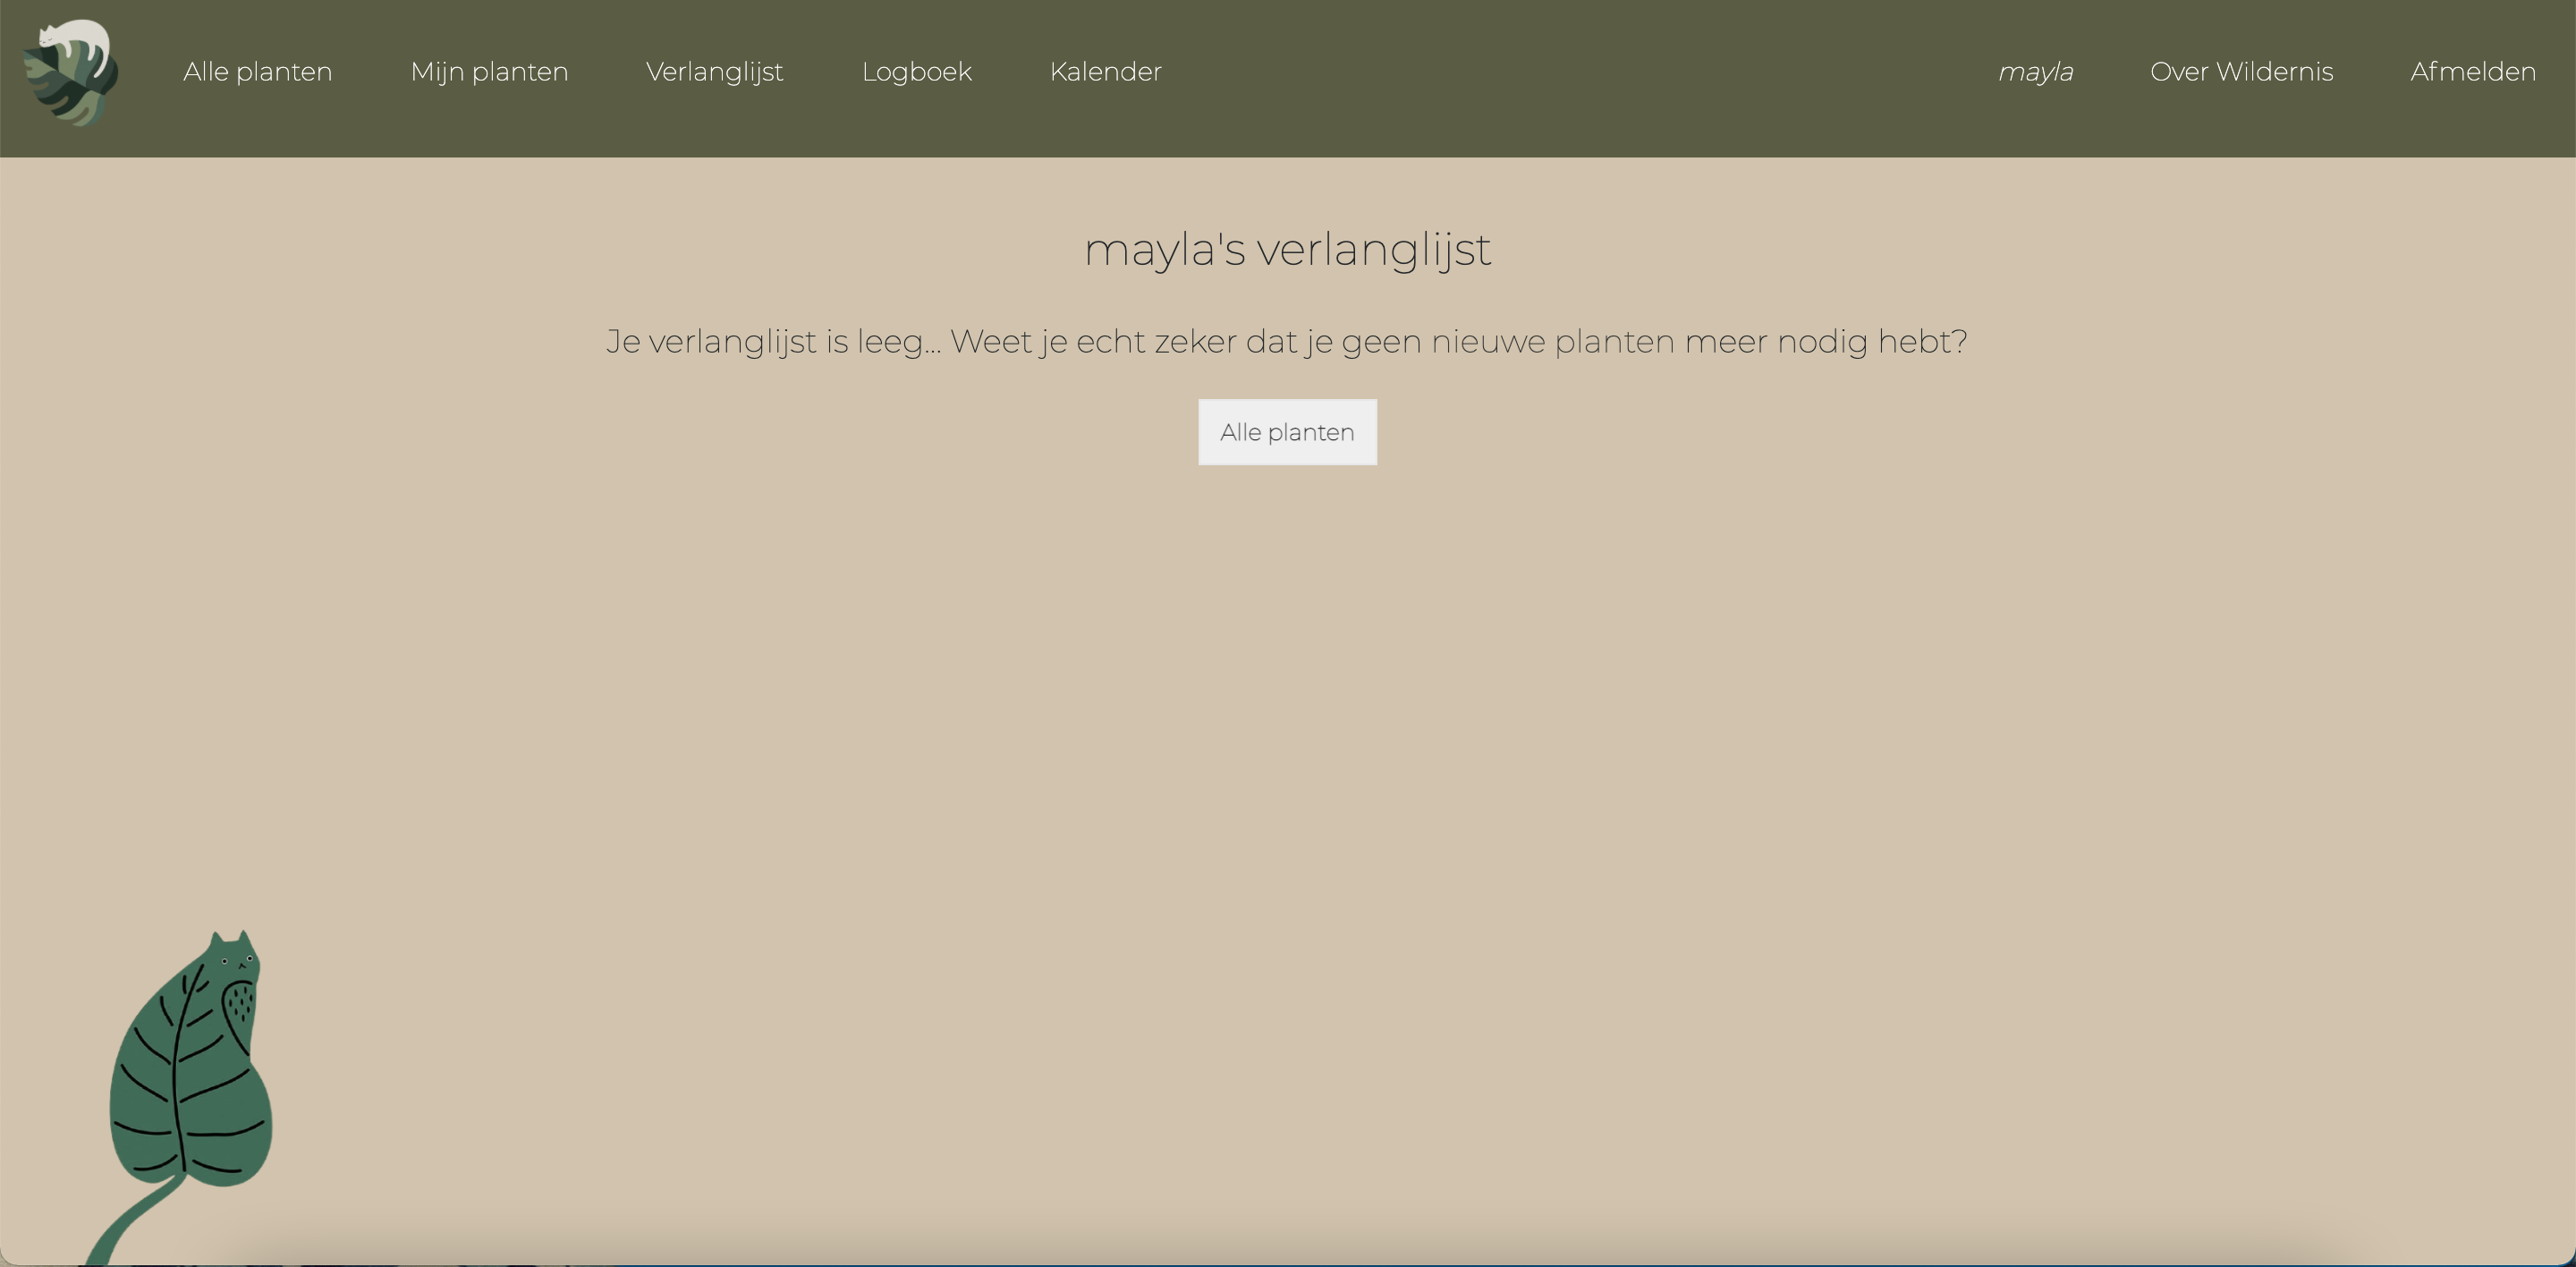 Alle planten
Mijn planten
Verlanglijst
Logboek
Kalender
mayla
Over Wildernis
Afmelden
mayla's verlanglijst
Je verlanglijst is leeg... Weet je echt zeker dat je geen nieuwe planten meer nodig hebt?
Alle planten